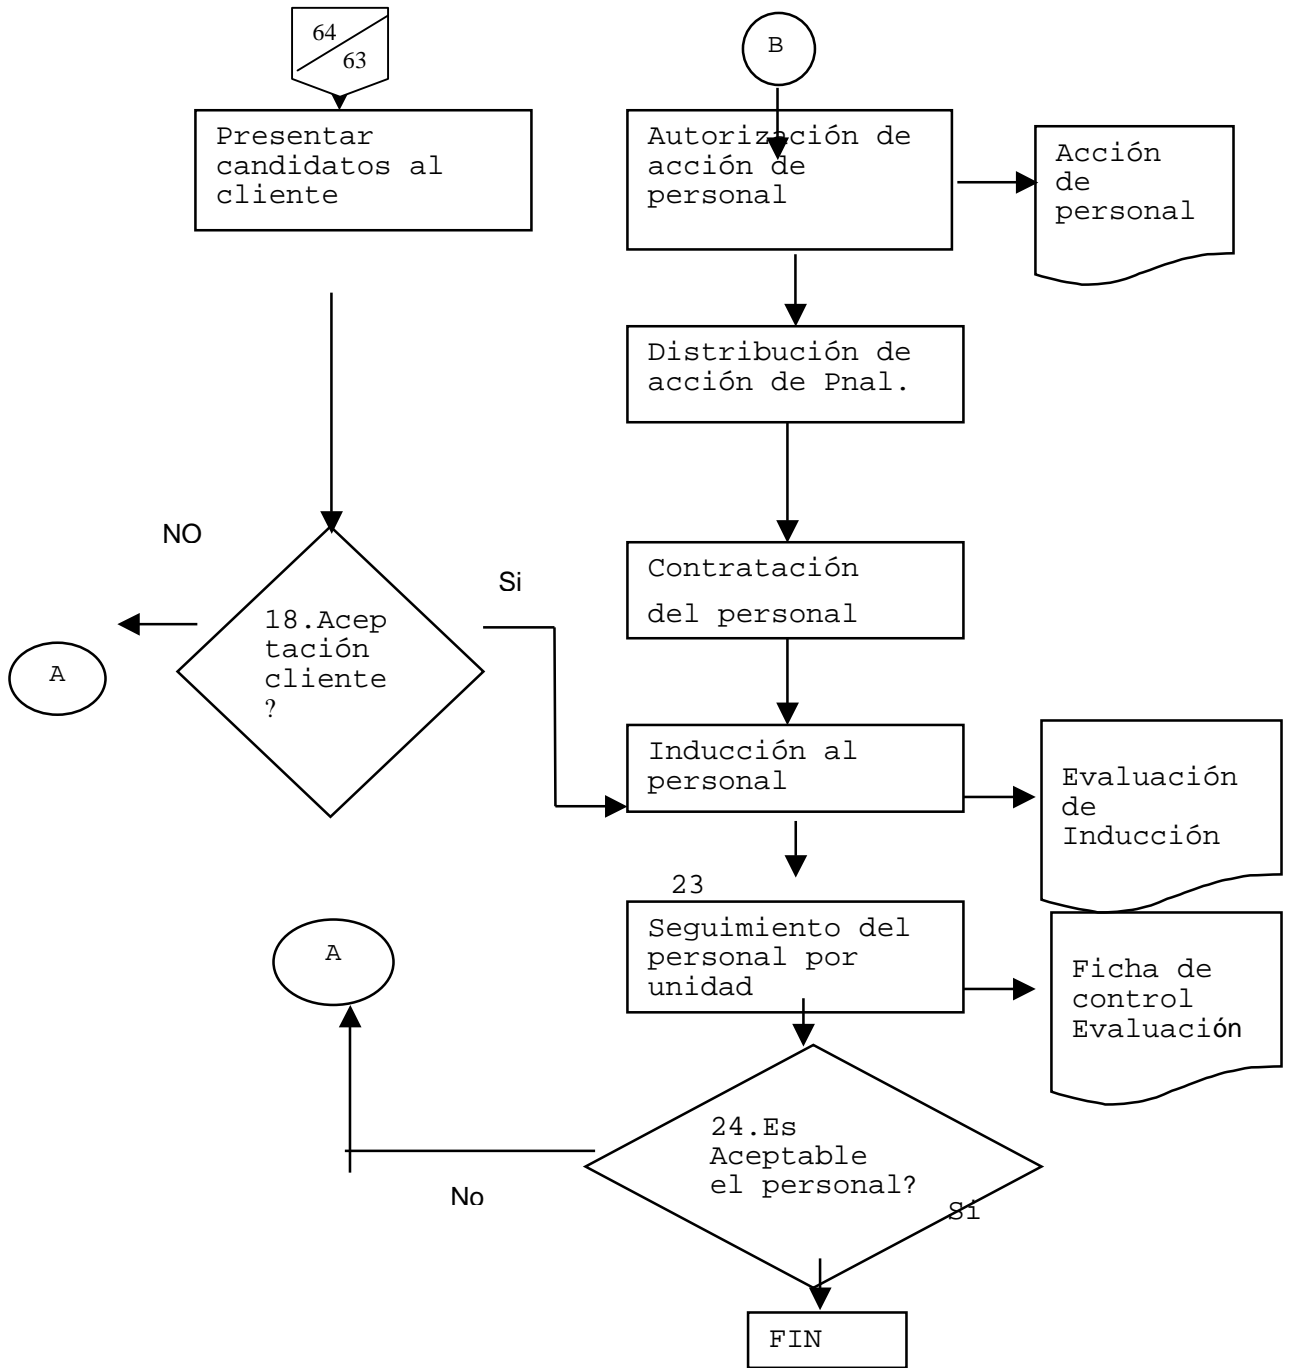 64
63
Presentar
candidatos al
cliente
NO
Si
18.Acep
tación
cliente
?
A
B
Autorización de
acción de
personal
Acción
de
personal
Distribución de
acción de Pnal.
Contratación
del personal
Inducción al
personal
Evaluación
de
Inducción
23
Seguimiento del
personal por
unidad
Ficha de
control
Evaluación
A
24.Es
Aceptable
el personal?
No
Si
FIN